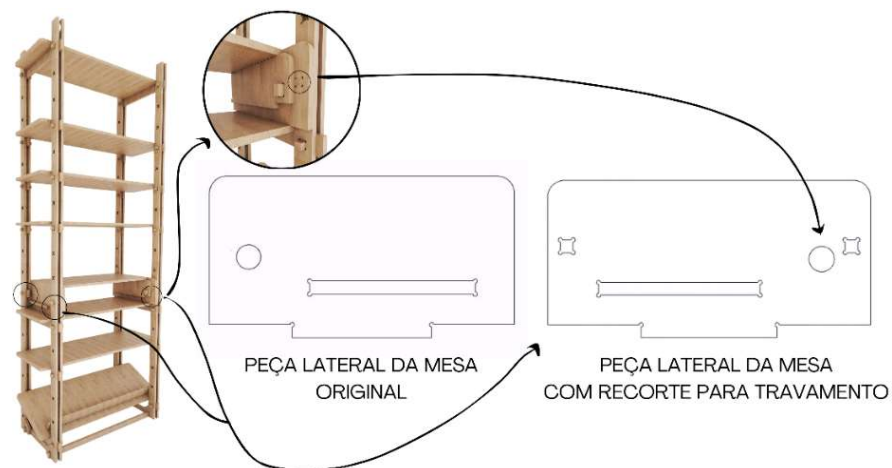 PEÇA LATERAL DA MESA
ORIGINAL
PEÇA LATERAL DA MESA
COM RECORTE PARA TRAVAMENTO